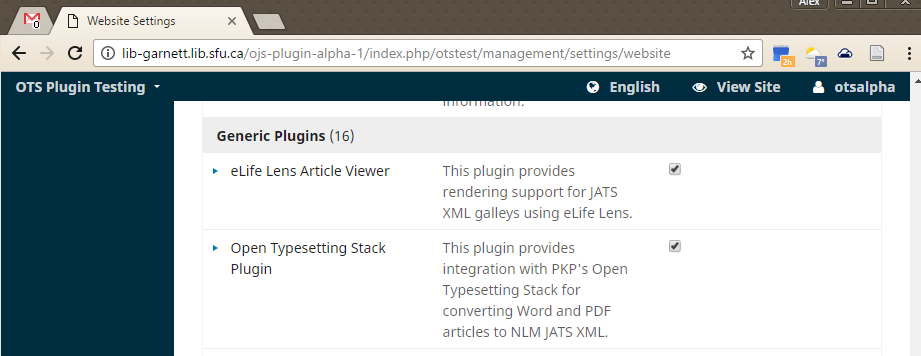 Alex
0
Website Settings
lib-garnett.lib.sfu.ca/ojs-plugin-alpha-1/index.php/otstest/management/settings/website
2h
7°
OTS Plugin Testing
English
View Site
otsalpha
information.
Generic Plugins (16)
eLife Lens Article Viewer
This plugin provides
rendering support for JATS
XML galleys using eLife Lens.
Open Typesetting Stack
Plugin
This plugin provides
integration with PKP's Open
Typesetting Stack for
converting Word and PDF
articles to NLM JATS XML.